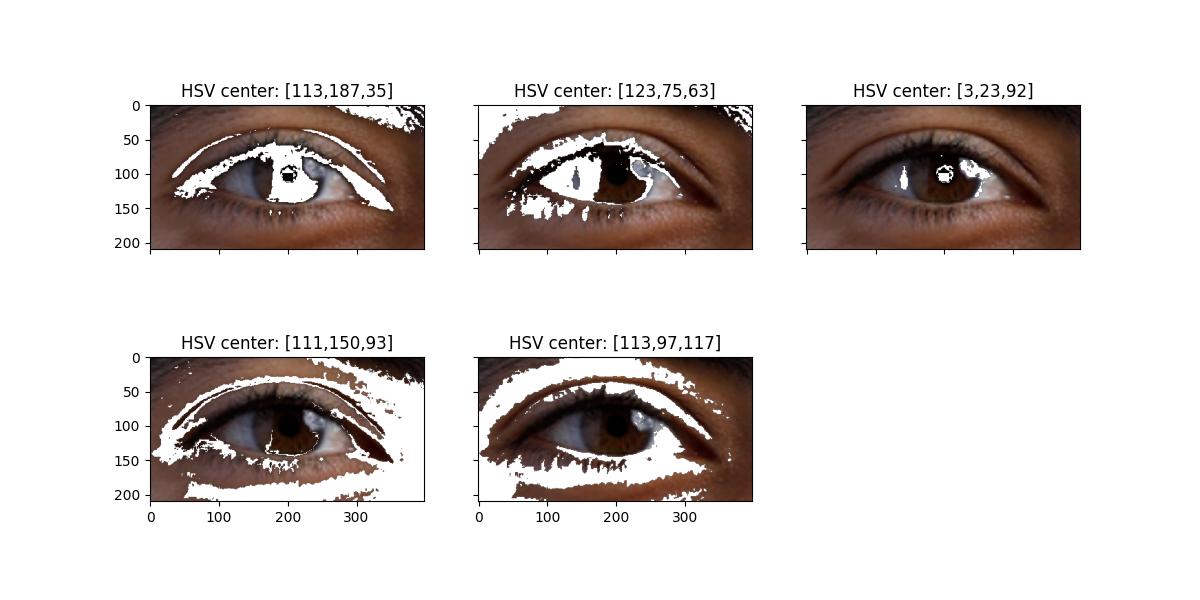 HSV center: [113,187,35]
HSV center: [123,75,63]
HSV center: [3,23,92]
0
50
100
150
200
HSV center: [111,150,93]
HSV center: [113,97,117]
0
50
100
150
200
0 100 200 300
0 100 200 300